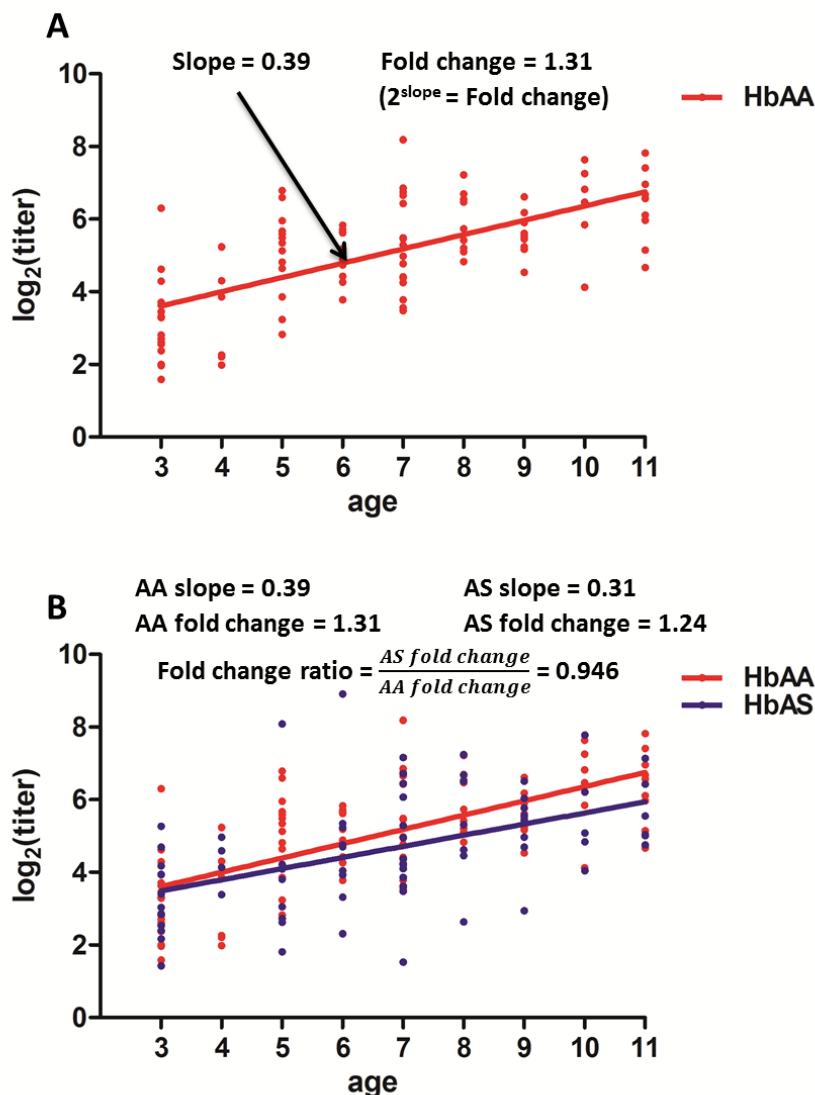 A
Slope = 0.39 Fold change = 1.31
(2^slope = Fold change)
HbAA
10
8
6
4
2
0
log₂(titer)
3 4 5 6 7 8 9 10 11
age
B
AA slope = 0.39 AS slope = 0.31
AA fold change = 1.31 AS fold change = 1.24
Fold change ratio = AS fold change / AA fold change = 0.946
HbAA
HbAS
10
8
6
4
2
0
log₂(titer)
3 4 5 6 7 8 9 10 11
age